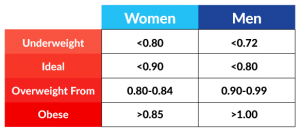 Women Men
Underweight <0.80 <0.72
Ideal <0.90 <0.80
Overweight From 0.80-0.84 0.90-0.99
Obese >0.85 >1.00